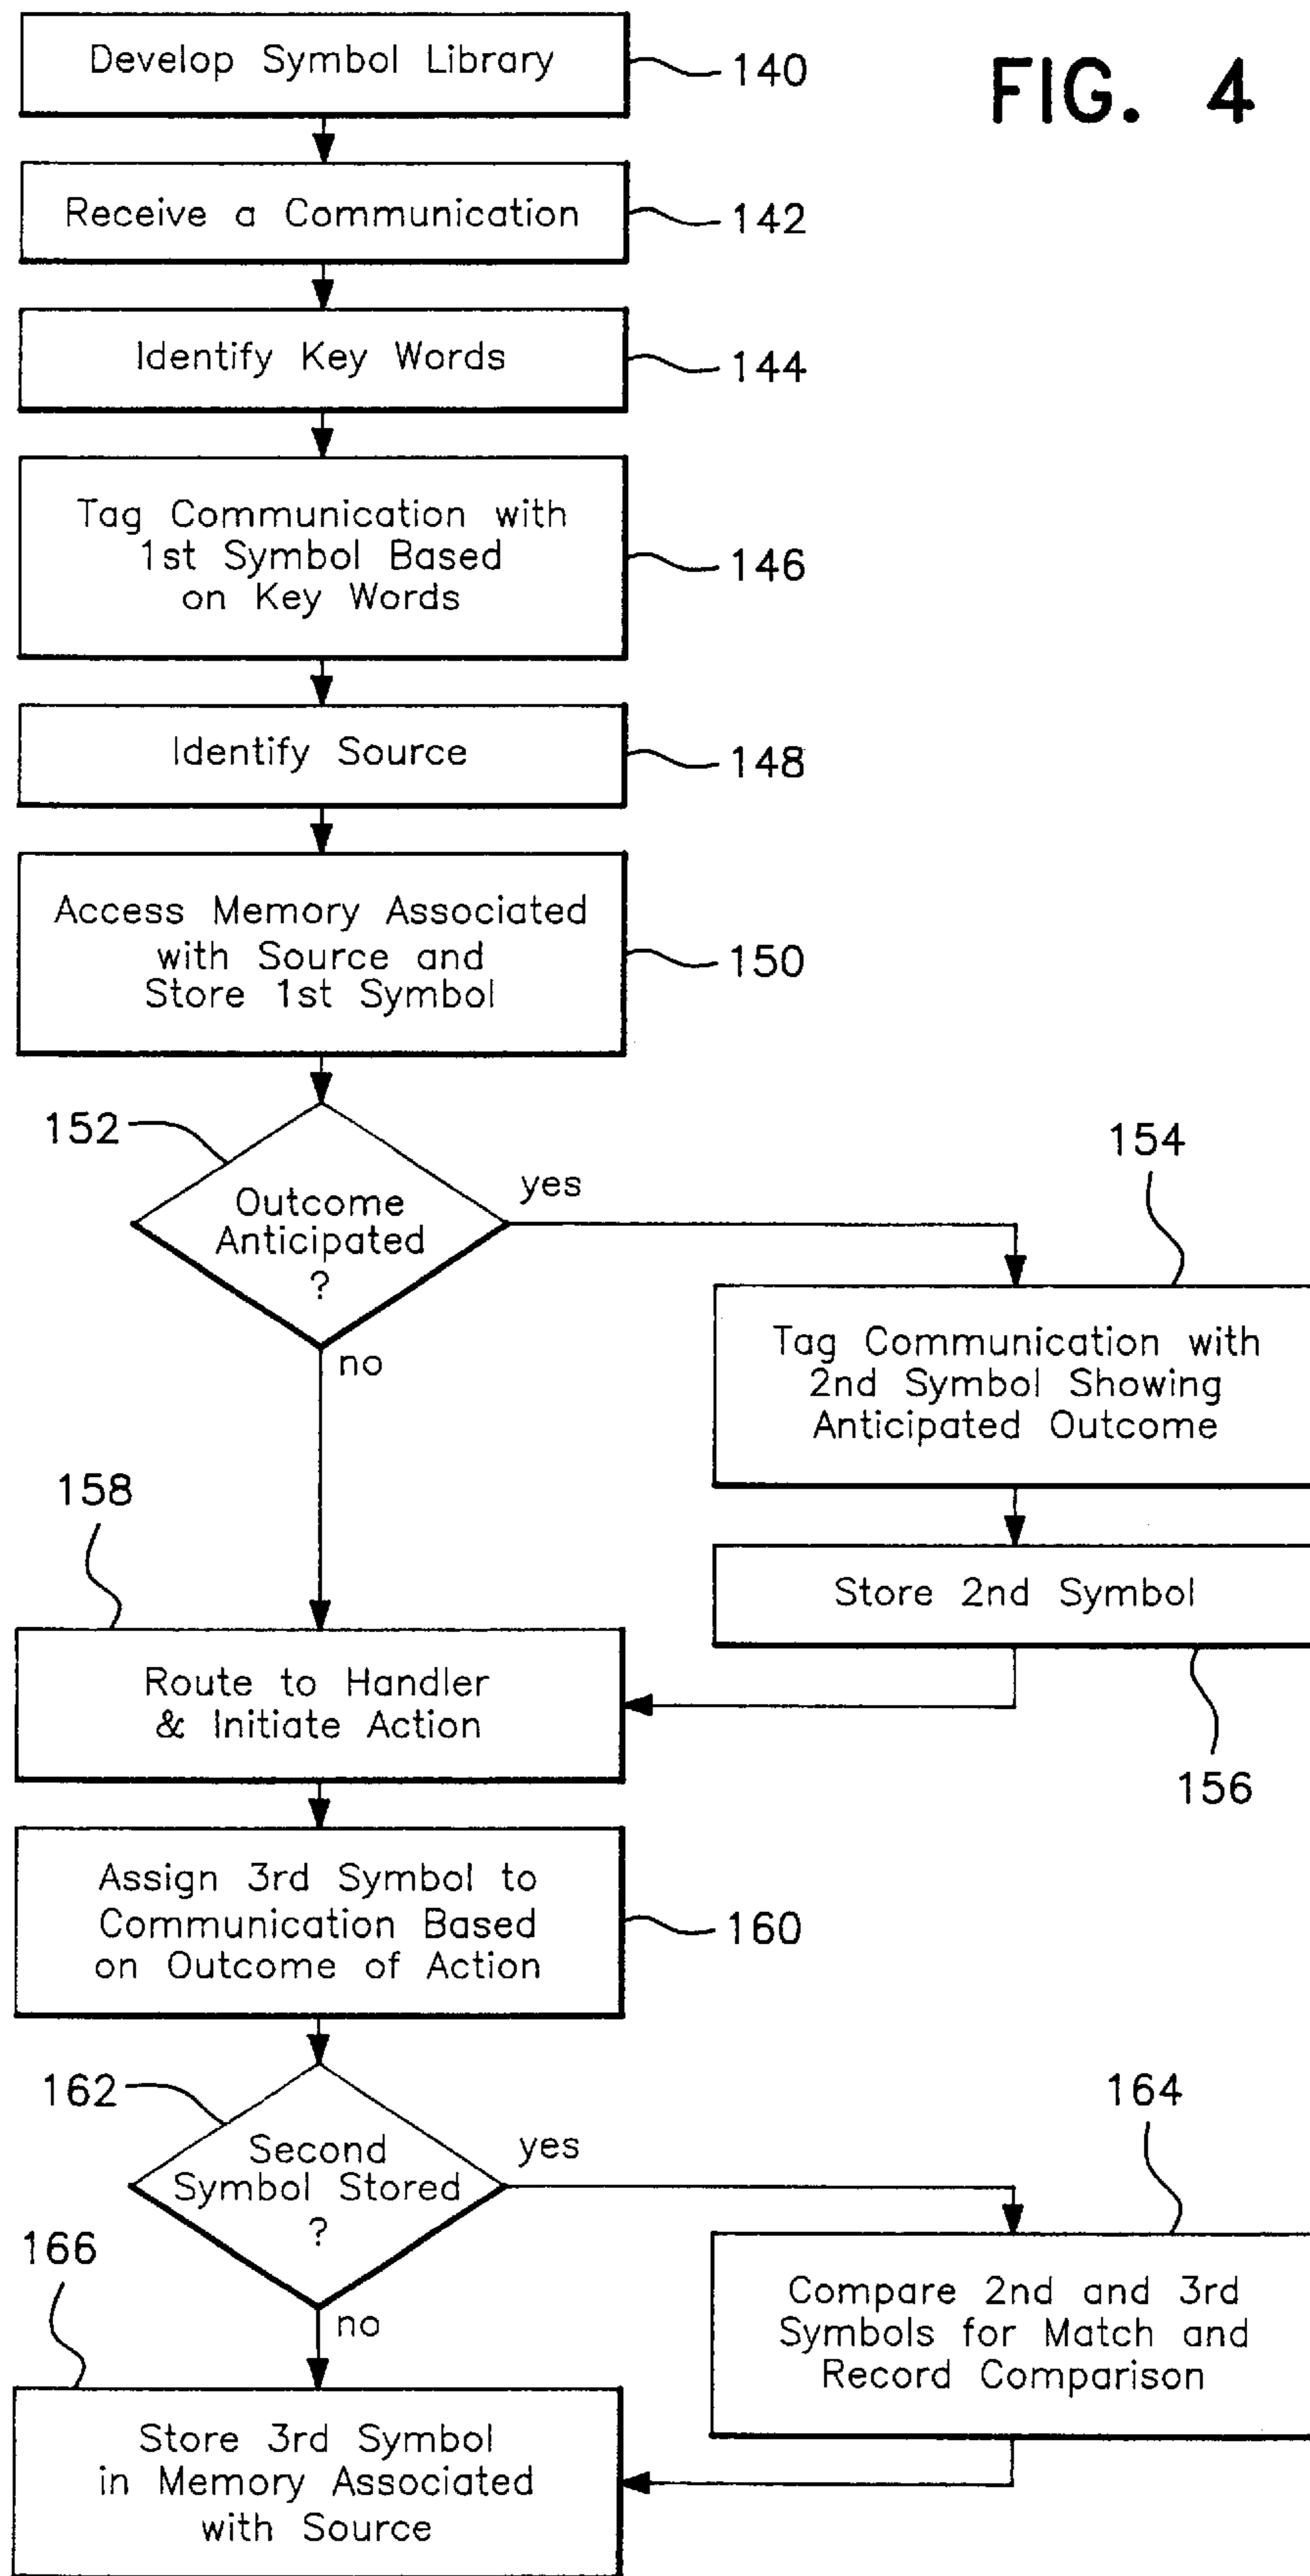 Develop Symbol Library
140
FIG. 4
Receive a Communication
142
Identify Key Words
144
Tag Communication with
1st Symbol Based
on Key Words
146
Identify Source
148
Access Memory Associated
with Source and
Store 1st Symbol
150
152
Outcome
Anticipated
?
yes
no
154
Tag Communication with
2nd Symbol Showing
Anticipated Outcome
Store 2nd Symbol
156
158
Route to Handler
& Initiate Action
Assign 3rd Symbol to
Communication Based
on Outcome of Action
160
162
Second
Symbol Stored
?
yes
no
164
Compare 2nd and 3rd
Symbols for Match and
Record Comparison
166
Store 3rd Symbol
in Memory Associated
with Source